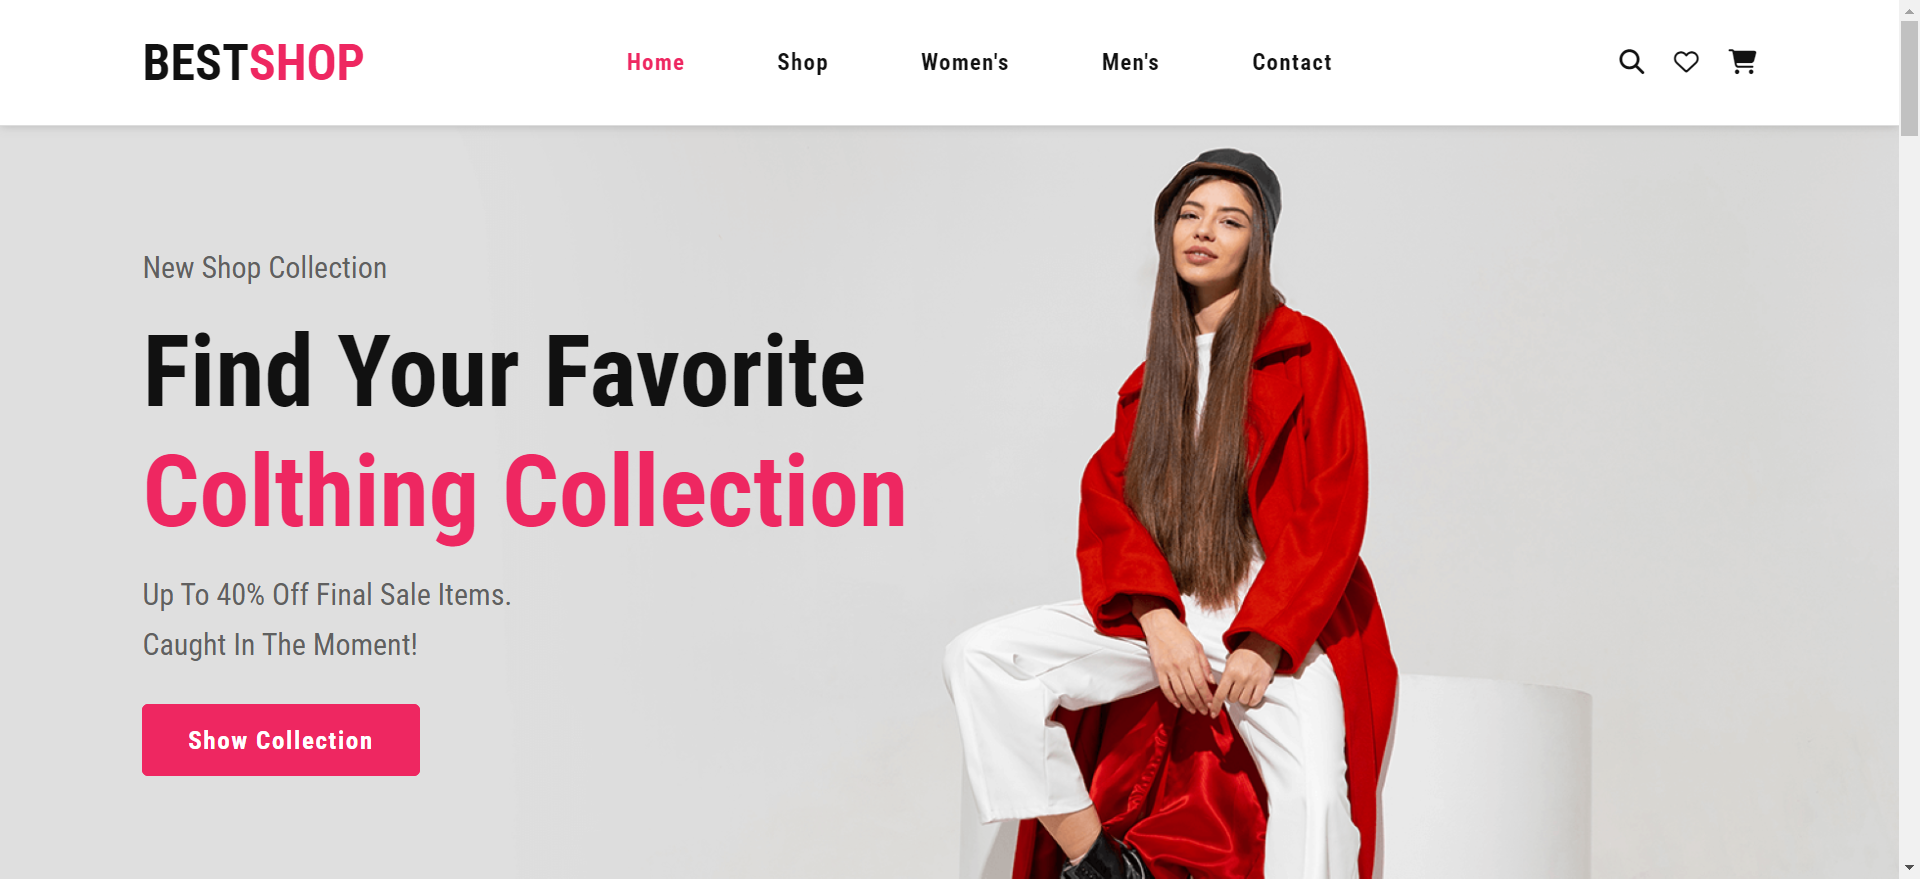 BESTSHOP
Home Shop Women's Men's Contact
New Shop Collection
Find Your Favorite
Colthing Collection
Up To 40% Off Final Sale Items.
Caught In The Moment!
Show Collection